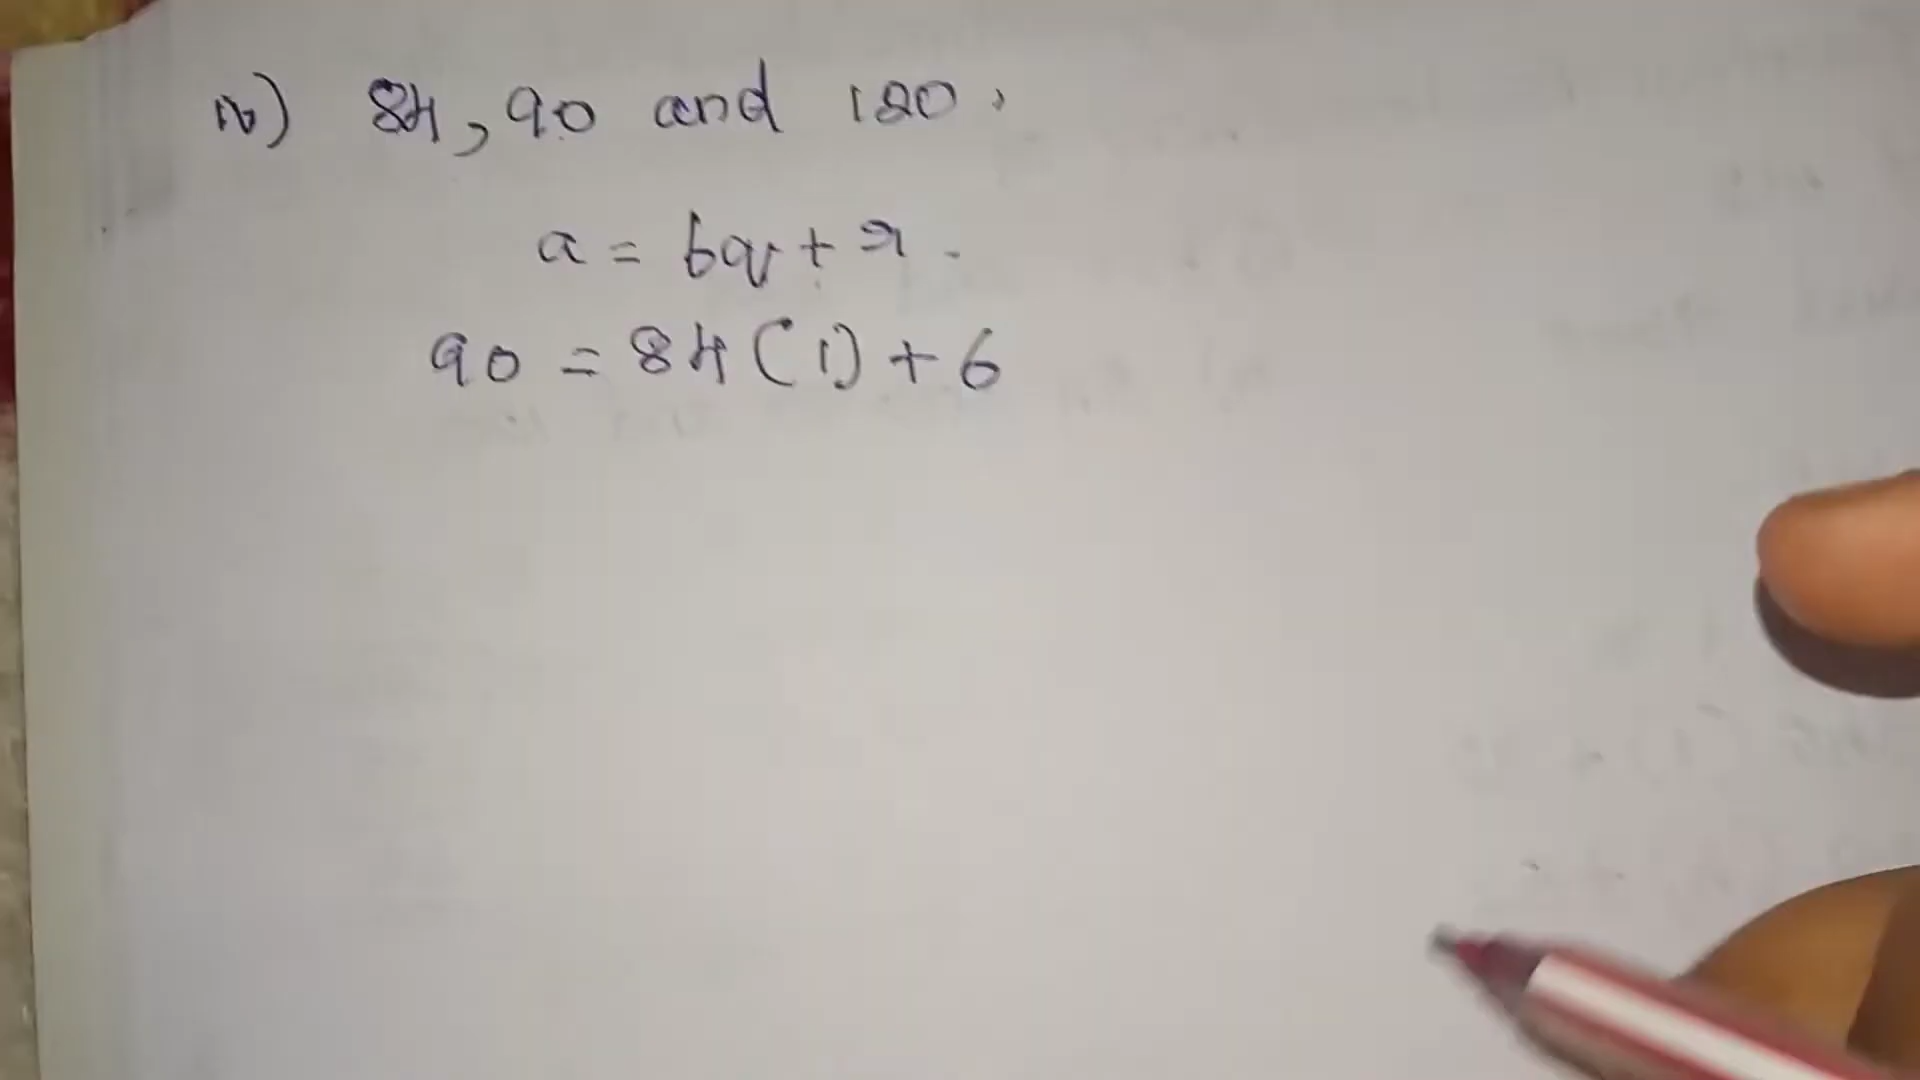 iv) 84, 90 and 120.
a = bq + r.
90 = 84 (1) + 6